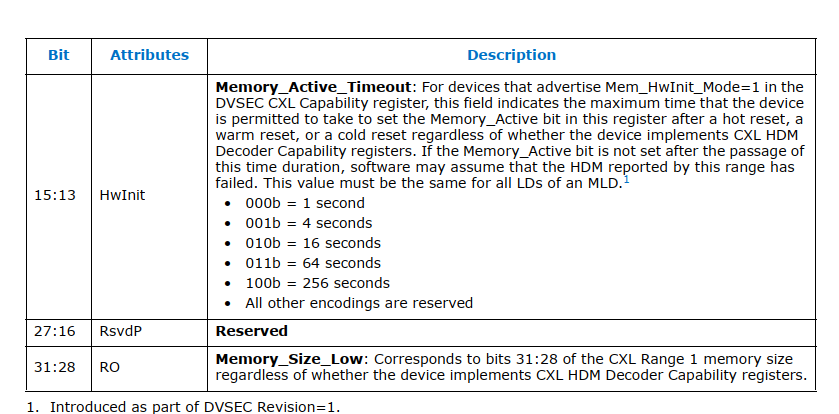 Bit Attributes Description
Memory_Active_Timeout: For devices that advertise Mem_HwInit_Mode=1 in the
DVSEC CXL Capability register, this field indicates the maximum time that the device
is permitted to take to set the Memory_Active bit in this register after a hot reset, a
warm reset, or a cold reset regardless of whether the device implements CXL HDM
Decoder Capability registers. If the Memory_Active bit is not set after the passage of
this time duration, software may assume that the HDM reported by this range has
failed. This value must be the same for all LDs of an MLD.1
15:13 HwInit
• 000b = 1 second
• 001b = 4 seconds
• 010b = 16 seconds
• 011b = 64 seconds
• 100b = 256 seconds
• All other encodings are reserved
27:16 RsvdP Reserved
31:28 RO Memory_Size_Low: Corresponds to bits 31:28 of the CXL Range 1 memory size
regardless of whether the device implements CXL HDM Decoder Capability registers.
1. Introduced as part of DVSEC Revision=1.